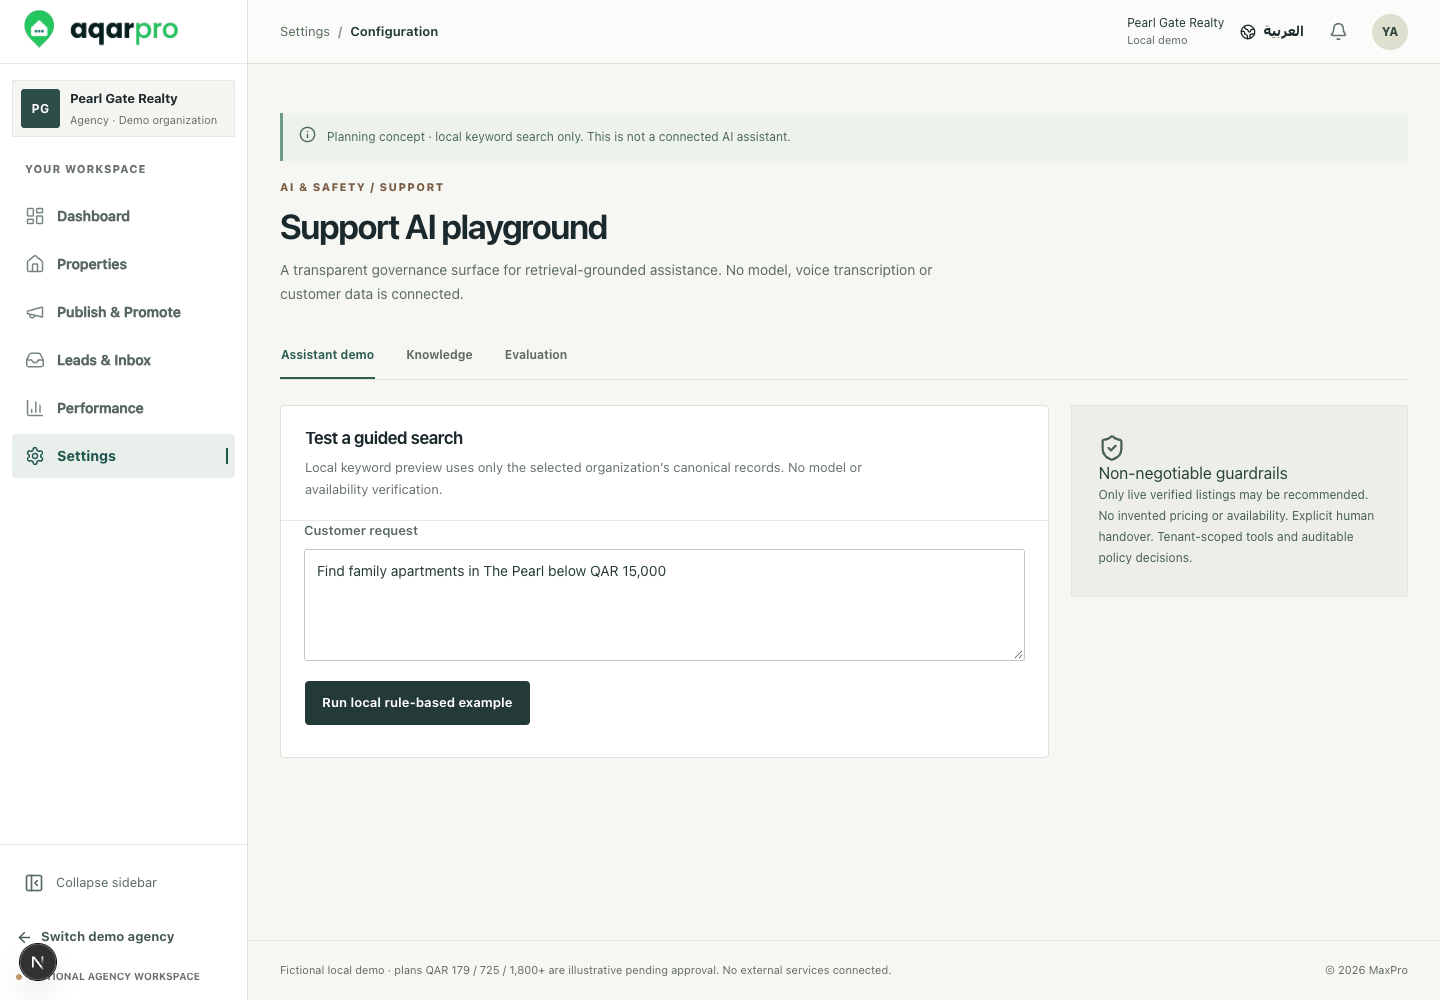 aqarpro
Settings / Configuration
Pearl Gate Realty
Local demo
العربية
YA
PG
Pearl Gate Realty
Agency · Demo organization
YOUR WORKSPACE
Dashboard
Properties
Publish & Promote
Leads & Inbox
Performance
Settings
Collapse sidebar
Switch demo agency
AGENCY WORKSPACE
N
Planning concept · local keyword search only. This is not a connected AI assistant.
AI & SAFETY / SUPPORT
Support AI playground
A transparent governance surface for retrieval-grounded assistance. No model, voice transcription or
customer data is connected.
Assistant demo
Knowledge
Evaluation
Test a guided search
Local keyword preview uses only the selected organization’s canonical records. No model or
availability verification.
Customer request
Find family apartments in The Pearl below QAR 15,000
Run local rule-based example
Non-negotiable guardrails
Only live verified listings may be recommended.
No invented pricing or availability. Explicit human
handover. Tenant-scoped tools and auditable
policy decisions.
Fictional local demo · plans QAR 179 / 725 / 1,800+ are illustrative pending approval. No external services connected.
© 2026 MaxPro